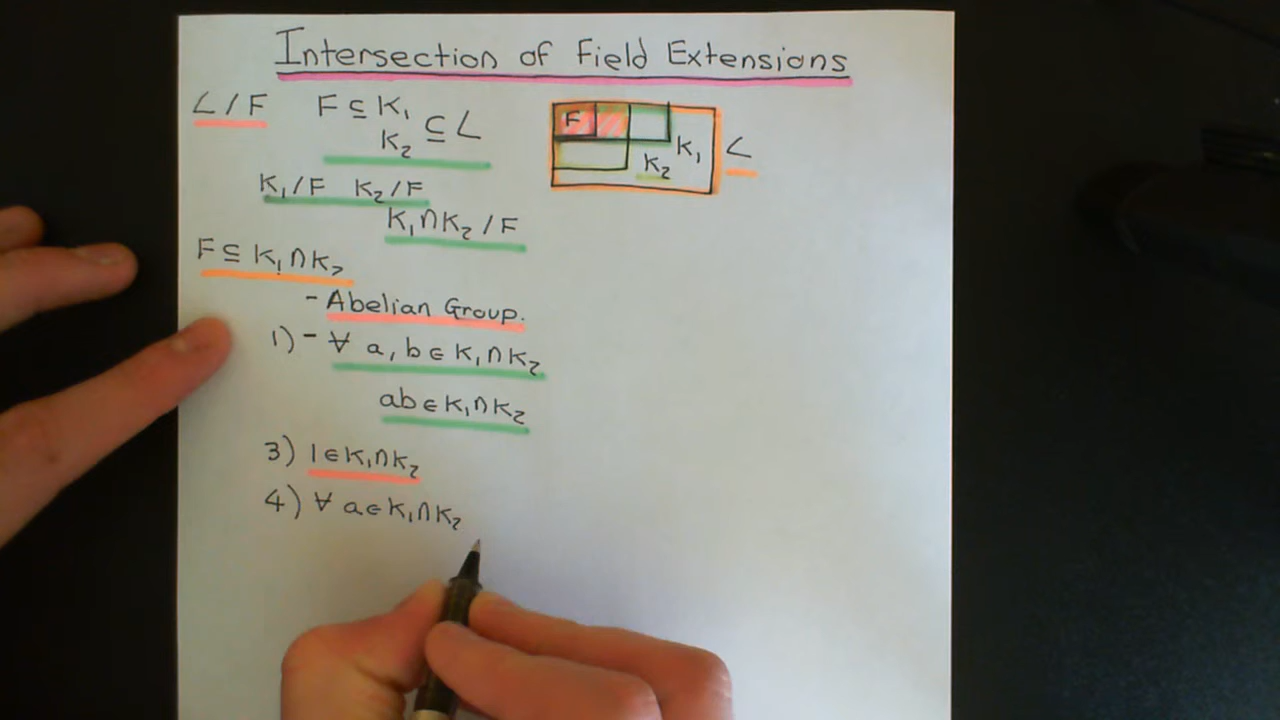 Intersection of Field Extensions
L / F F ⊆ K₁
K₂ ⊆ L
K₁/F K₂/F
K₁∩K₂ / F
F ⊆ K₁∩K₂
- Abelian Group.
1) - ∀ a, b ∈ K₁∩K₂
ab ∈ K₁∩K₂
3) 1 ∈ K₁∩K₂
4) ∀ a ∈ K₁∩K₂
F
K₁
K₂
L